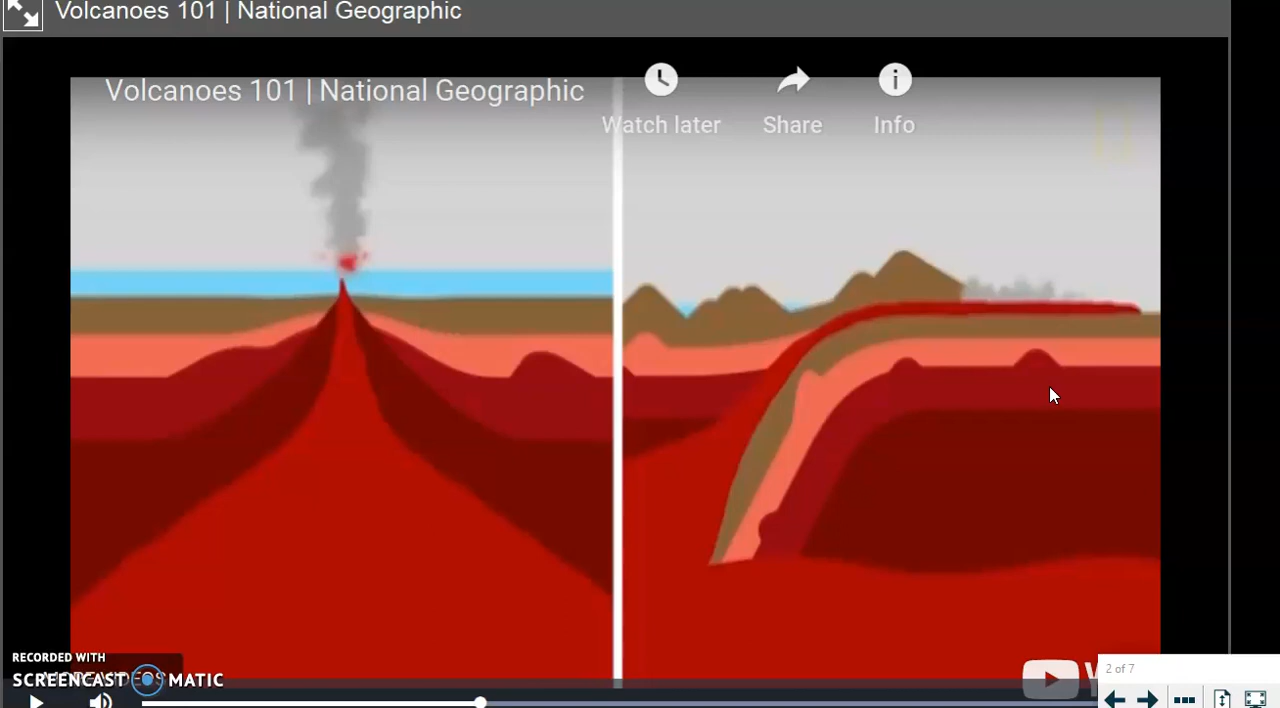 Volcanoes 101 | National Geographic
Volcanoes 101 | National Geographic
Watch later
Share
Info
RECORDED WITH
SCREENCAST MATIC
2 of 7